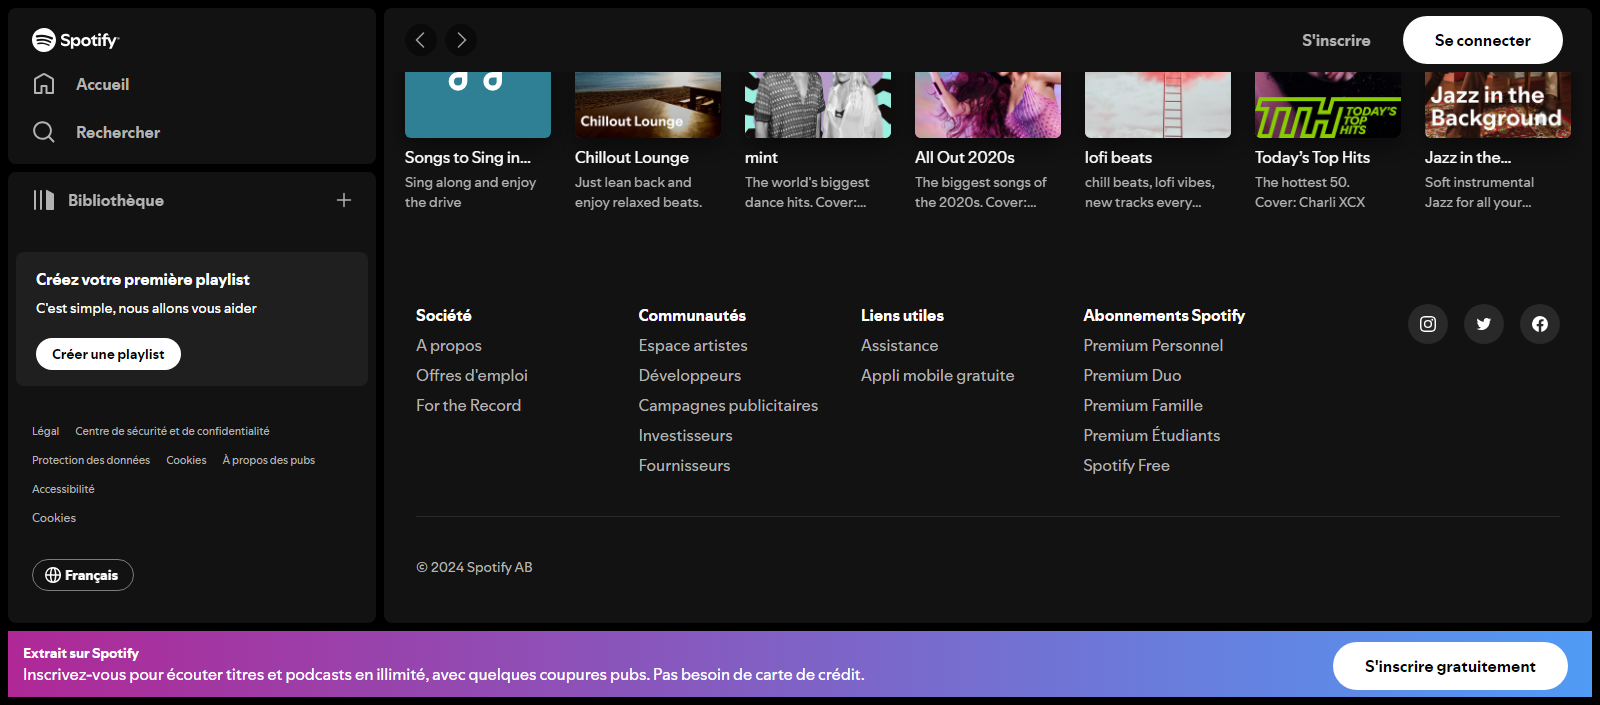 Spotify
Accueil
Rechercher
Bibliothèque
Créez votre première playlist
C'est simple, nous allons vous aider
Créer une playlist
Légal Centre de sécurité et de confidentialité
Protection des données Cookies À propos des pubs
Accessibilité
Cookies
Français
S'inscrire Se connecter
Chillout Lounge
TTH TODAY'S TOP HITS
Jazz in the
Background
Songs to Sing in...
Sing along and enjoy
the drive
Chillout Lounge
Just lean back and
enjoy relaxed beats.
mint
The world's biggest
dance hits. Cover:...
All Out 2020s
The biggest songs of
the 2020s. Cover:...
lofi beats
chill beats, lofi vibes,
new tracks every...
Today's Top Hits
The hottest 50.
Cover: Charli XCX
Jazz in the...
Soft instrumental
Jazz for all your...
Société
A propos
Offres d'emploi
For the Record
Communautés
Espace artistes
Développeurs
Campagnes publicitaires
Investisseurs
Fournisseurs
Liens utiles
Assistance
Appli mobile gratuite
Abonnements Spotify
Premium Personnel
Premium Duo
Premium Famille
Premium Étudiants
Spotify Free
© 2024 Spotify AB
Extrait sur Spotify
Inscrivez-vous pour écouter titres et podcasts en illimité, avec quelques coupures pubs. Pas besoin de carte de crédit.
S'inscrire gratuitement